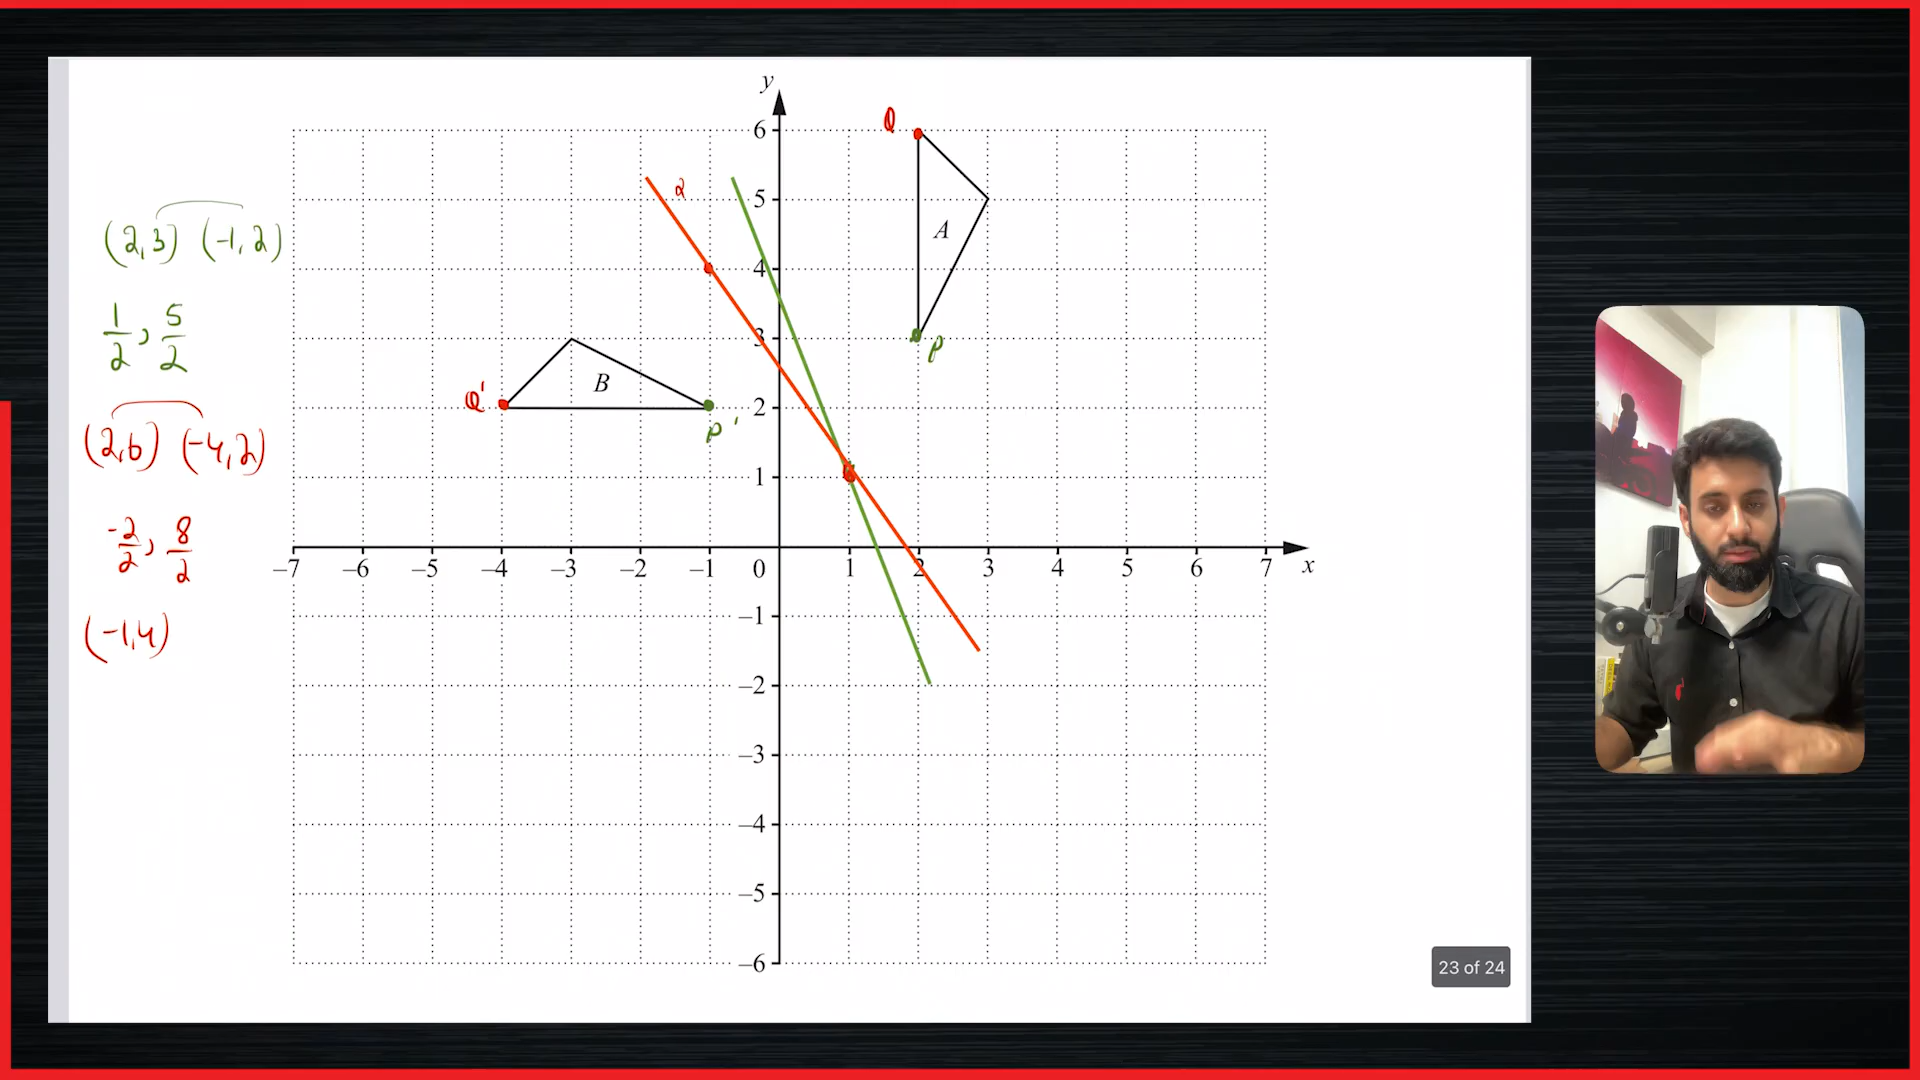 y
6
5
4
3
2
1
0
-7 -6 -5 -4 -3 -2 -1 1 2 3 4 5 6 7 x
–1
–2
–3
–4
–5
–6
Q
A
P
B
Q'
P'
2
(2,3) (-1,2)
1/2, 5/2
(2,6) (-4,2)
-2/2, 8/2
(-1,4)
23 of 24